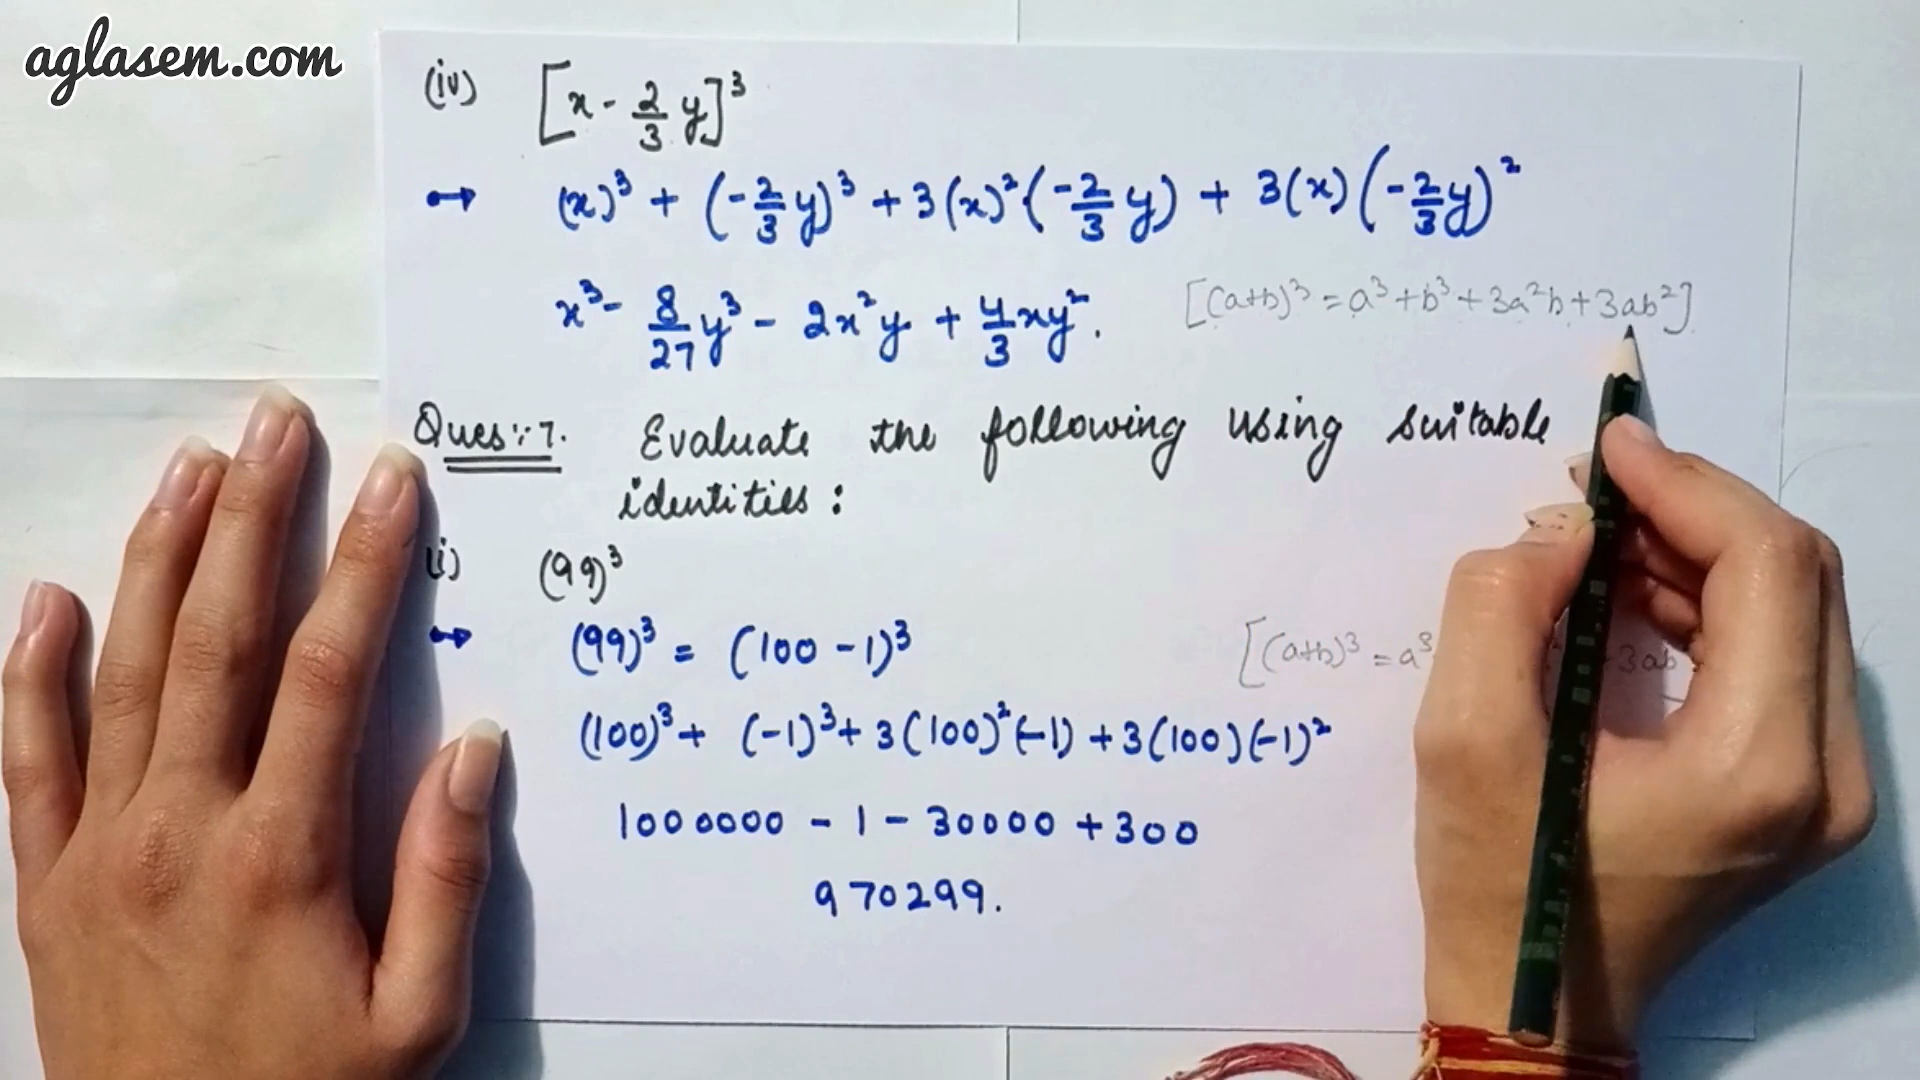 aglasem.com
(iv) [x - 2/3 y]³
→ (x)³ + (-2/3 y)³ + 3(x)²(-2/3 y) + 3(x)(-2/3 y)²
x³ - 8/27 y³ - 2x²y + 4/3 xy².
[(a+b)³ = a³ + b³ + 3a²b + 3ab²]
Ques:- 7. Evaluate the following using suitable
identities :
(i) (99)³
→ (99)³ = (100 - 1)³
[(a+b)³ = a³ + 3ab
(100)³ + (-1)³ + 3(100)²(-1) + 3(100)(-1)²
1000000 - 1 - 30000 + 300
970299.